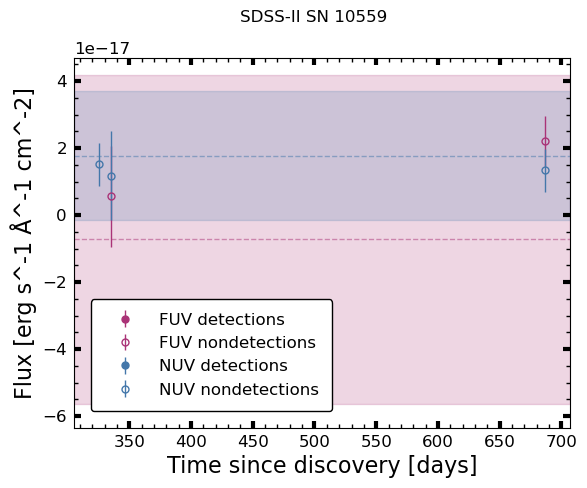 SDSS-II SN 10559
1e−17
Flux [erg s^-1 Å^-1 cm^-2]
4
2
0
−2
−4
−6
FUV detections
FUV nondetections
NUV detections
NUV nondetections
350 400 450 500 550 600 650 700
Time since discovery [days]